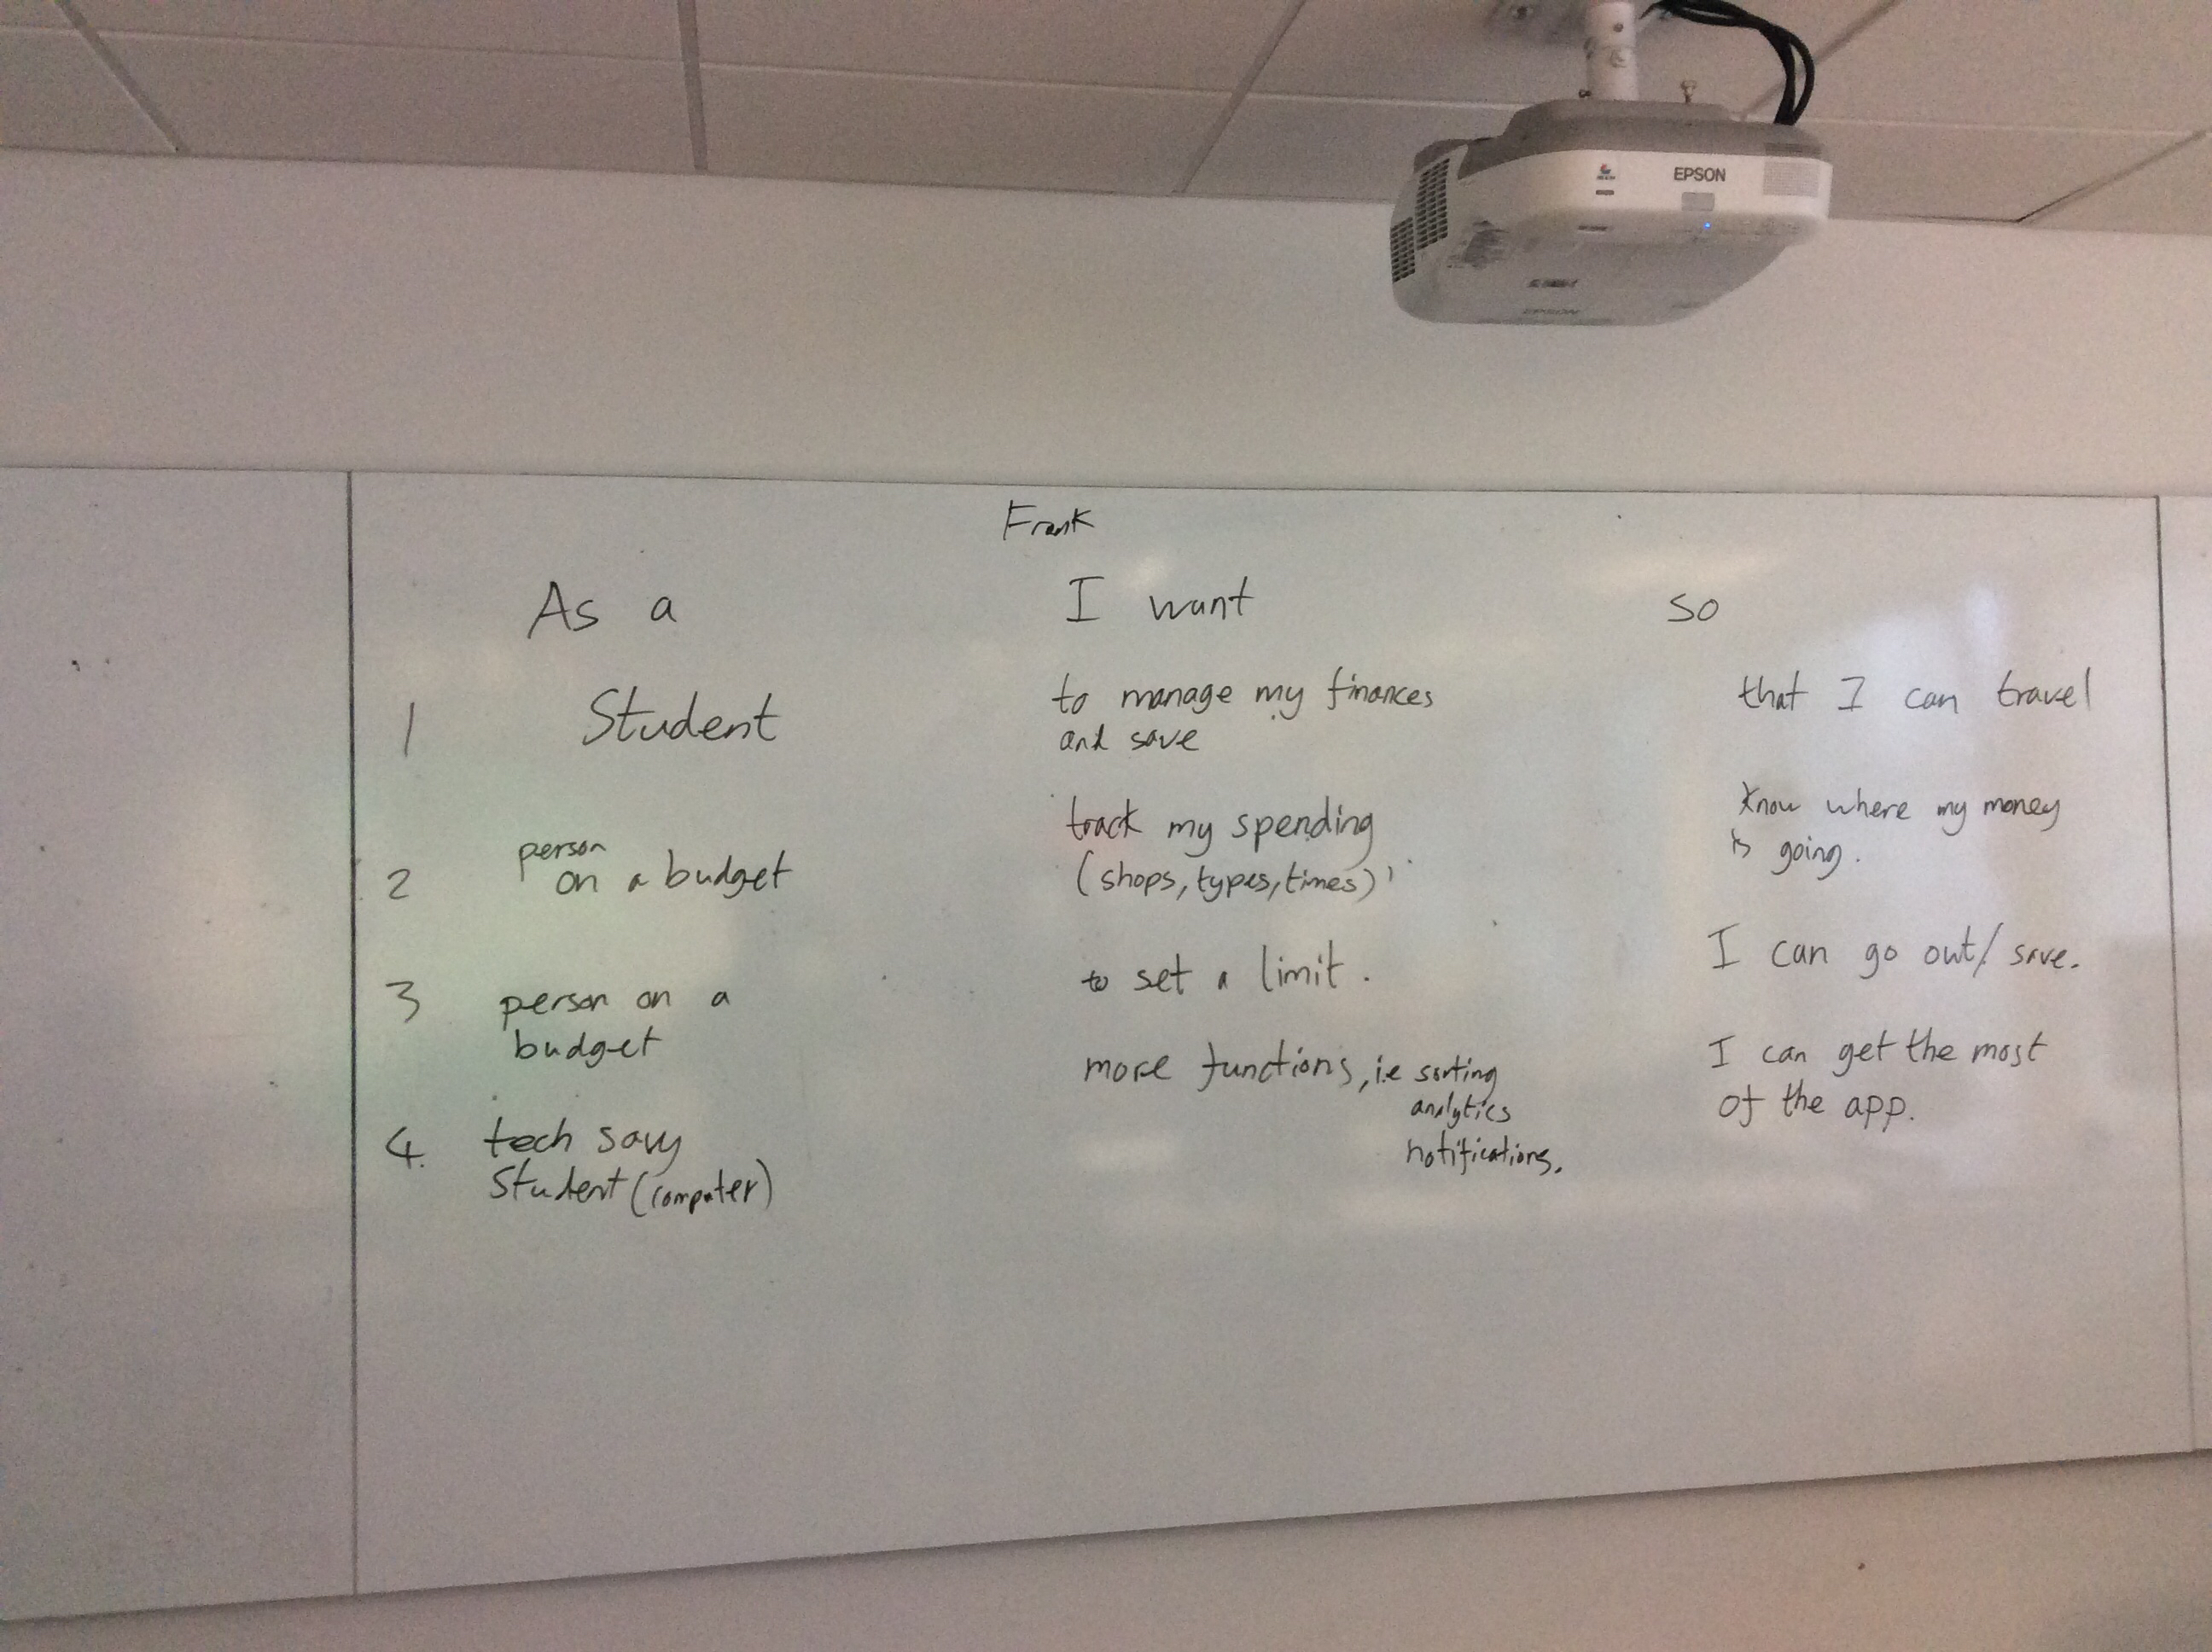 EPSON
EPSON
Frank
As a
I want
so
1
Student
to manage my finances
and save
that I can travel
2
person
on a budget
track my spending
(shops, types, times)
know where my money
is going.
3
person on a
budget
to set a limit.
I can go out/ save.
4.
tech savy
Student (computer)
more functions, i.e sorting
analytics
notifications.
I can get the most
of the app.